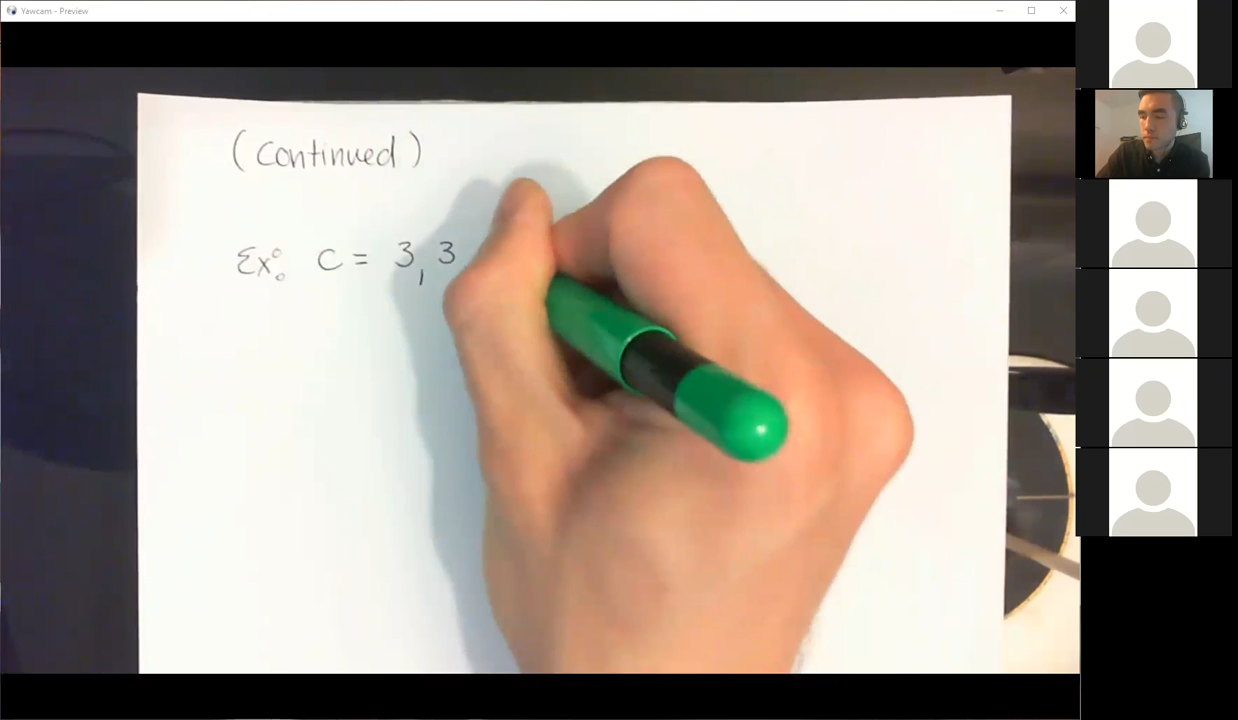 Yawcam - Preview
(Continued)
Ex: C = 3, 3